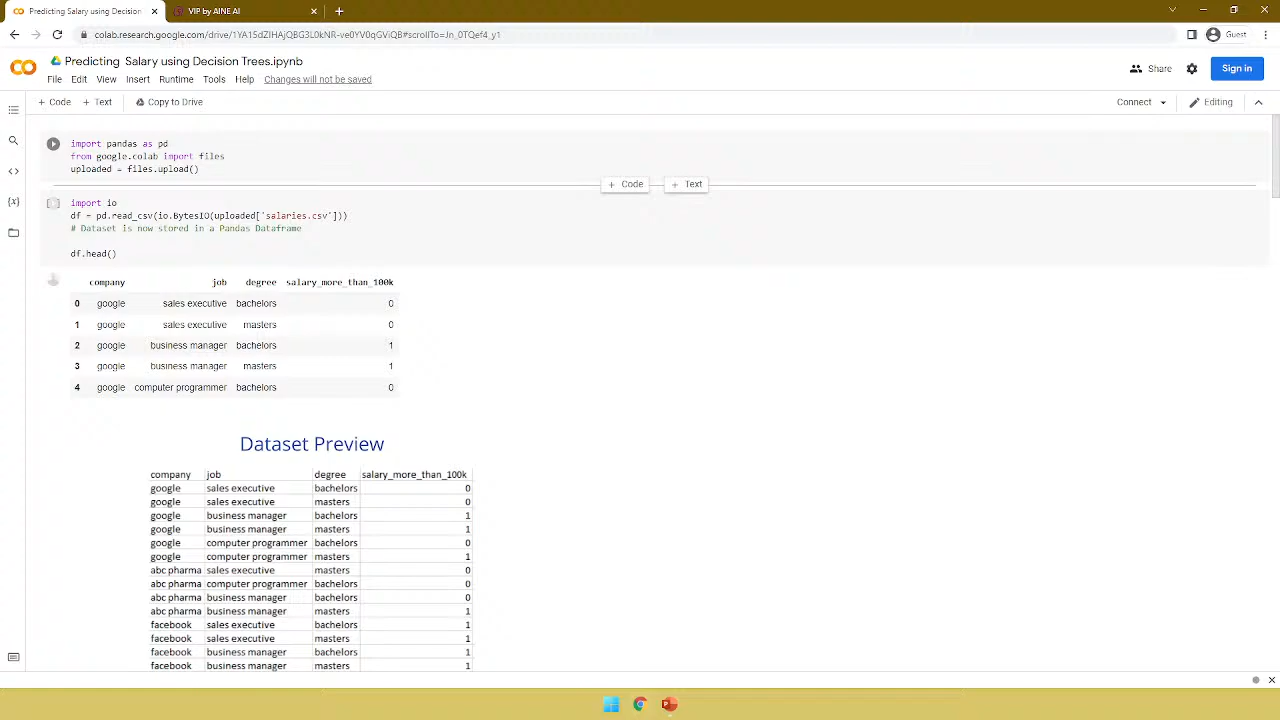 Predicting Salary using Decision
VIP by AINE AI
colab.research.google.com/drive/1YA15dZIHAjQBG3L0kNR-ve0YV0qGViQB#scrollTo=Jn_0TQef4_y1
Guest
Predicting Salary using Decision Trees.ipynb
File Edit View Insert Runtime Tools Help Changes will not be saved
Share
Sign in
+ Code + Text Copy to Drive
Connect
Editing
import pandas as pd
from google.colab import files
uploaded = files.upload()
+ Code + Text
import io
df = pd.read_csv(io.BytesIO(uploaded['salaries.csv']))
# Dataset is now stored in a Pandas Dataframe
df.head()
company job degree salary_more_than_100k
0 google sales executive bachelors 0
1 google sales executive masters 0
2 google business manager bachelors 1
3 google business manager masters 1
4 google computer programmer bachelors 0
Dataset Preview
company job degree salary_more_than_100k
google sales executive bachelors 0
google sales executive masters 0
google business manager bachelors 1
google business manager masters 1
google computer programmer bachelors 0
google computer programmer masters 1
abc pharma sales executive masters 0
abc pharma computer programmer bachelors 0
abc pharma business manager bachelors 0
abc pharma business manager masters 1
facebook sales executive bachelors 1
facebook sales executive masters 1
facebook business manager bachelors 1
facebook business manager masters 1